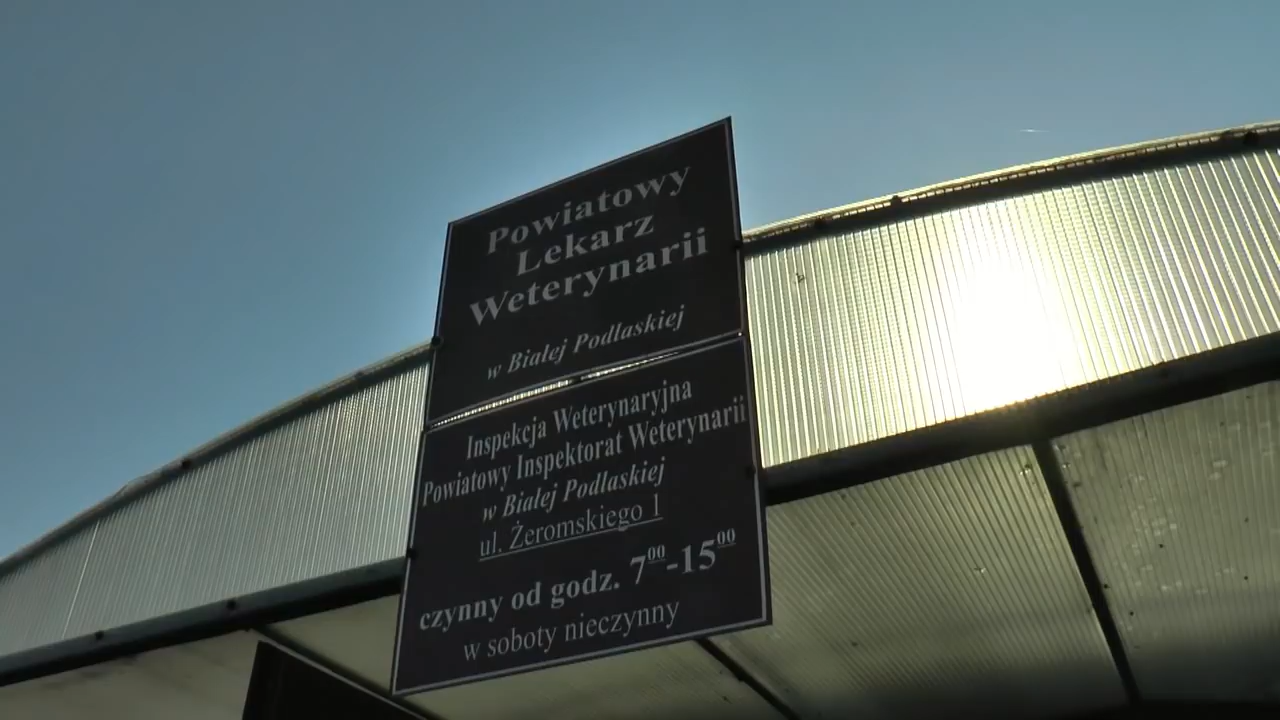 Powiatowy
Lekarz
Weterynarii
w Białej Podlaskiej
Inspekcja Weterynaryjna
Powiatowy Inspektorat Weterynarii
w Białej Podlaskiej
ul. Żeromskiego 1
czynny od godz. 7⁰⁰-15⁰⁰
w soboty nieczynny